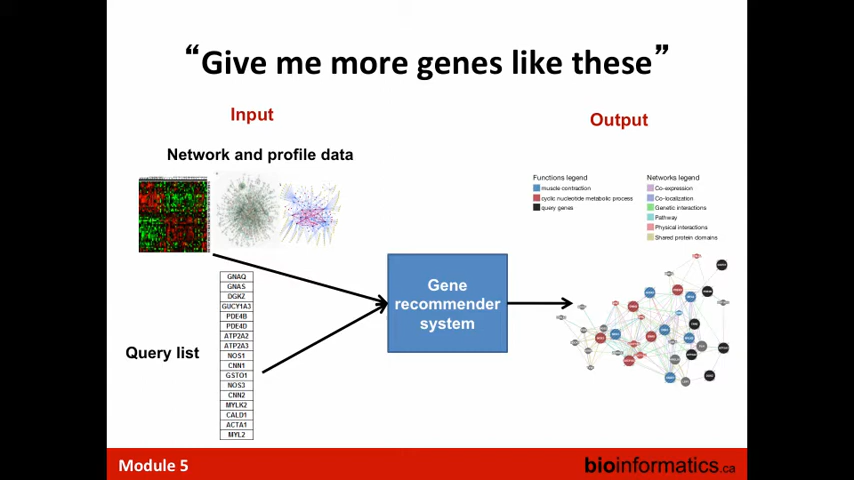 “Give me more genes like these”
Input
Output
Network and profile data
Functions legend
muscle contraction
cyclic nucleotide metabolic process
query genes
Networks legend
Co-expression
Co-localization
Genetic interactions
Pathway
Physical interactions
Shared protein domains
Query list
GNAQ
GNAS
DGKZ
GUCY1A3
PDE4B
PDE4D
ATP2A2
ATP2A3
NOS1
CNN1
GSTO1
NOS3
CNN2
MYLK2
CALD1
ACTA1
MYL2
Gene
recommender
system
Module 5
bioinformatics.ca